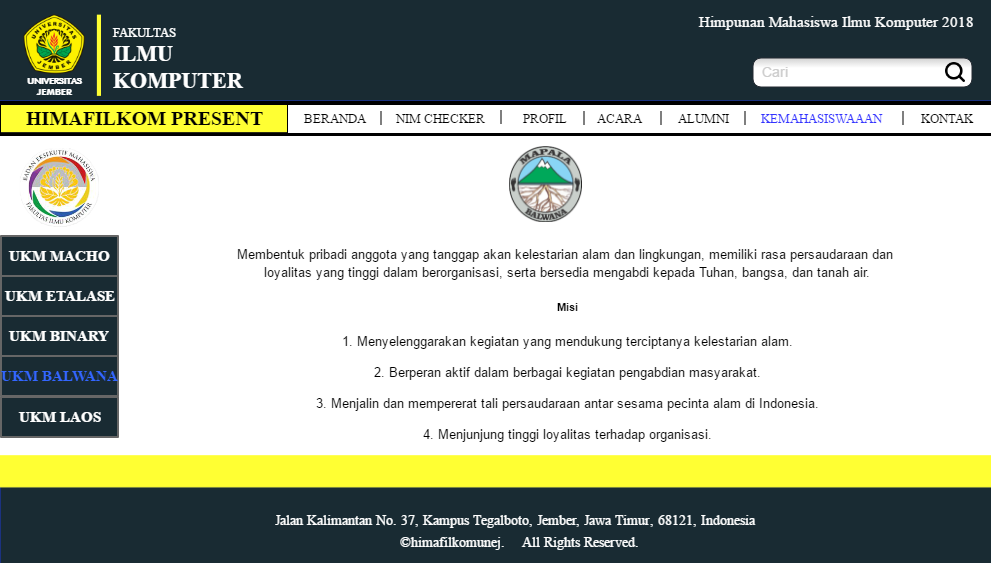 UNIVERSITAS
JEMBER
UNIVERSITAS
JEMBER
FAKULTAS
ILMU
KOMPUTER
Himpunan Mahasiswa Ilmu Komputer 2018
Cari
HIMAFILKOM PRESENT
BERANDA | NIM CHECKER | PROFIL | ACARA | ALUMNI | KEMAHASISWAAAN | KONTAK
BADAN EKSEKUTIF MAHASISWA
FAKULTAS ILMU KOMPUTER
MAPALA
BALWANA
UKM MACHO
UKM ETALASE
UKM BINARY
UKM BALWANA
UKM LAOS
Membentuk pribadi anggota yang tanggap akan kelestarian alam dan lingkungan, memiliki rasa persaudaraan dan
loyalitas yang tinggi dalam berorganisasi, serta bersedia mengabdi kepada Tuhan, bangsa, dan tanah air.
Misi
1. Menyelenggarakan kegiatan yang mendukung terciptanya kelestarian alam.
2. Berperan aktif dalam berbagai kegiatan pengabdian masyarakat.
3. Menjalin dan mempererat tali persaudaraan antar sesama pecinta alam di Indonesia.
4. Menjunjung tinggi loyalitas terhadap organisasi.
Jalan Kalimantan No. 37, Kampus Tegalboto, Jember, Jawa Timur, 68121, Indonesia
©himafilkomunej. All Rights Reserved.